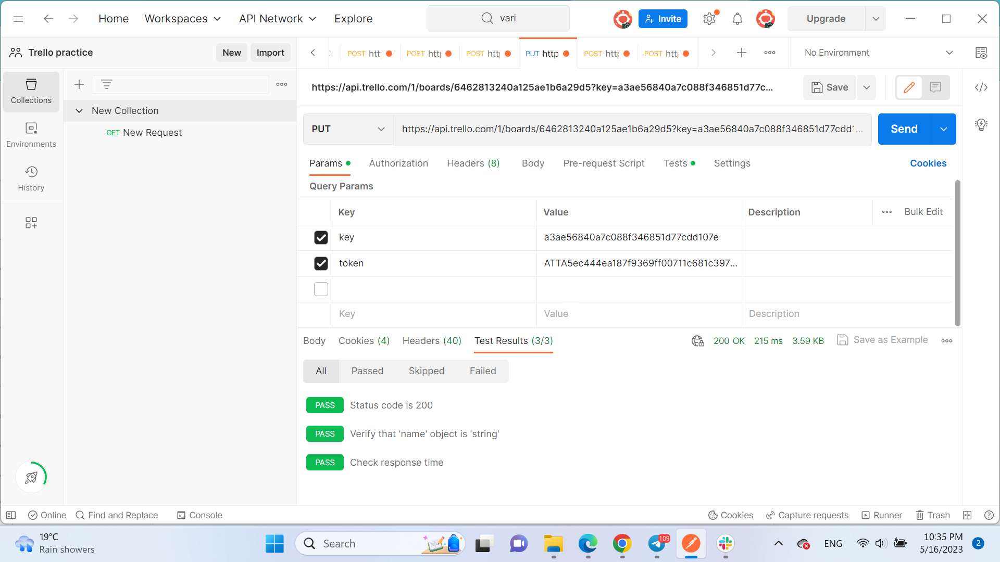 Home Workspaces API Network Explore vari Invite Upgrade
Trello practice New Import POST http POST http POST http PUT http POST http POST http No Environment
Collections
Environments
History
New Collection
GET New Request
https://api.trello.com/1/boards/6462813240a125ae1b6a29d5?key=a3ae56840a7c088f346851d77c... Save
PUT https://api.trello.com/1/boards/6462813240a125ae1b6a29d5?key=a3ae56840a7c088f346851d77cdd1... Send
Params Authorization Headers (8) Body Pre-request Script Tests Settings Cookies
Query Params
Key Value Description Bulk Edit
key a3ae56840a7c088f346851d77cdd107e
token ATTA5ec444ea187f9369ff00711c681c397...
Key Value Description
Body Cookies (4) Headers (40) Test Results (3/3) 200 OK 215 ms 3.59 KB Save as Example
All Passed Skipped Failed
PASS Status code is 200
PASS Verify that 'name' object is 'string'
PASS Check response time
Online Find and Replace Console Cookies Capture requests Runner Trash
19°C
Rain showers
Search
109
ENG
10:35 PM
5/16/2023
2